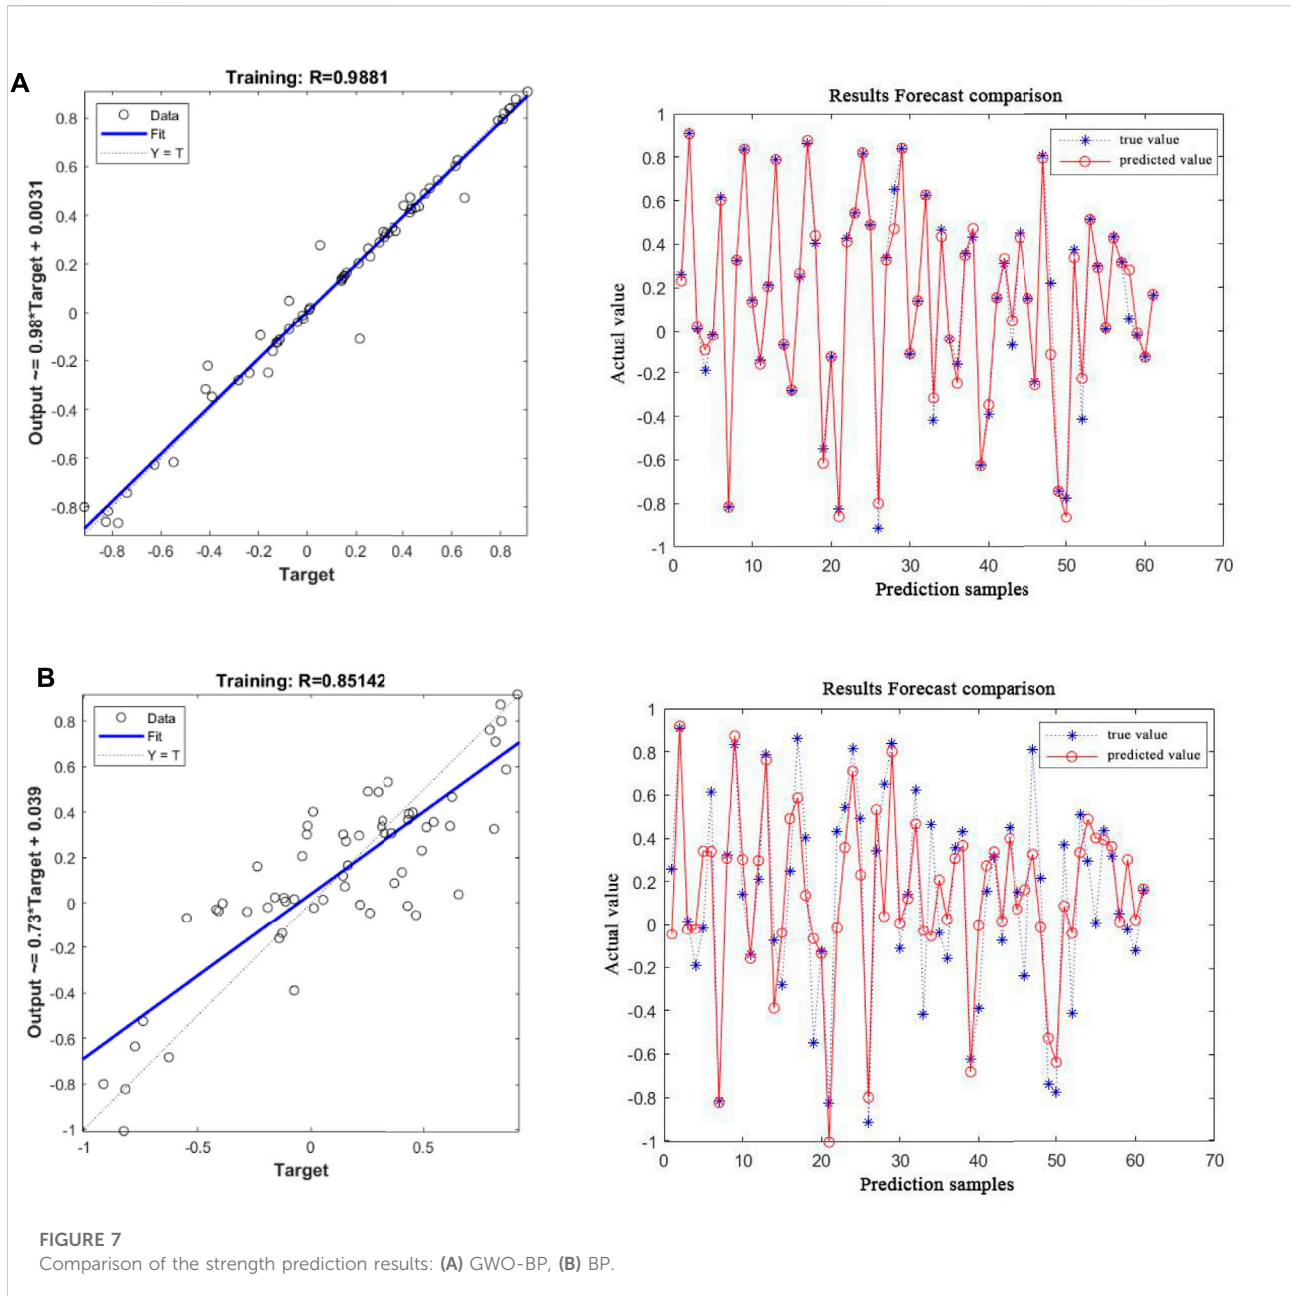 A
Training: R=0.9881
Data
Fit
Y = T
Output ~= 0.98*Target + 0.0031
0.8
0.6
0.4
0.2
0
-0.2
-0.4
-0.6
-0.8
-0.8
-0.6
-0.4
-0.2
0
0.2
0.4
0.6
0.8
Target
Results Forecast comparison
true value
predicted value
Actual value
1
0.8
0.6
0.4
0.2
0
-0.2
-0.4
-0.6
-0.8
-1
0
10
20
30
40
50
60
70
Prediction samples
B
Training: R=0.85142
Data
Fit
Y = T
Output ~= 0.73*Target + 0.039
0.8
0.6
0.4
0.2
0
-0.2
-0.4
-0.6
-0.8
-1
-1
-0.5
0
0.5
Target
Results Forecast comparison
true value
predicted value
Actual value
1
0.8
0.6
0.4
0.2
0
-0.2
-0.4
-0.6
-0.8
-1
0
10
20
30
40
50
60
70
Prediction samples
FIGURE 7
Comparison of the strength prediction results: (A) GWO-BP, (B) BP.